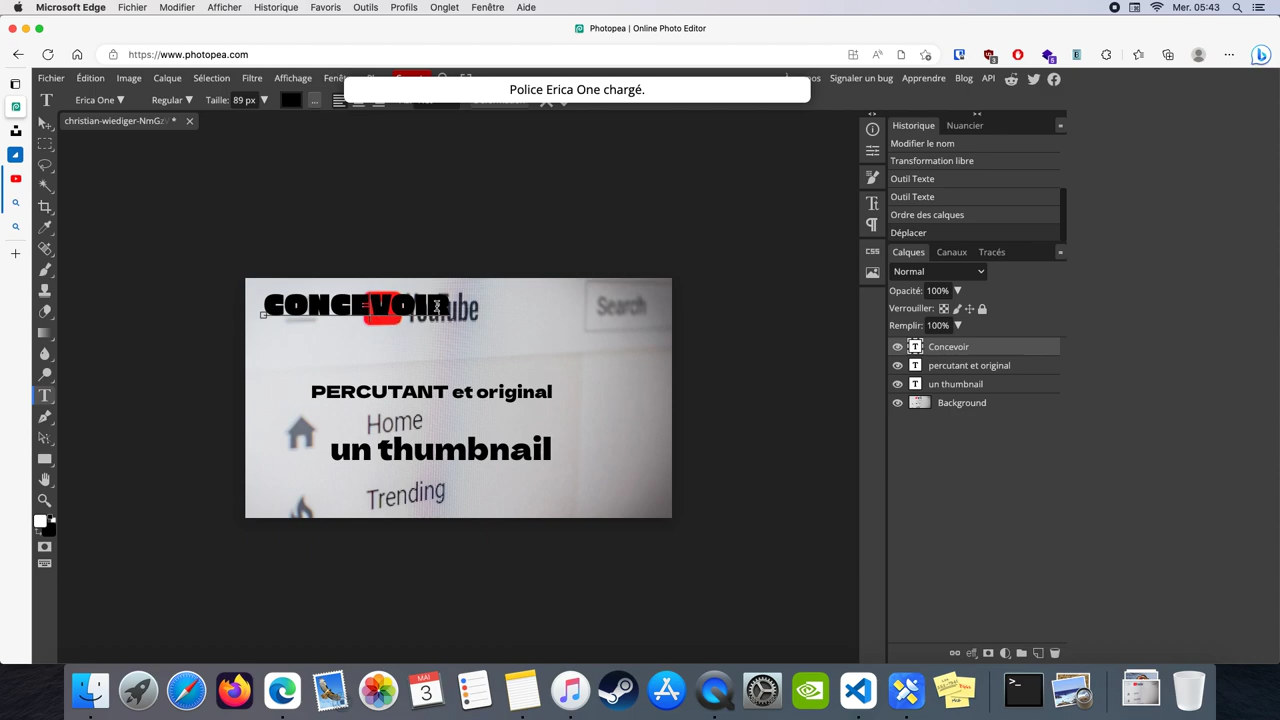 Microsoft Edge Fichier Modifier Afficher Historique Favoris Outils Profils Onglet Fenêtre Aide Mer. 05:43
Photopea | Online Photo Editor
https://www.photopea.com
Fichier Édition Image Calque Sélection Filtre Affichage Signaler un bug Apprendre Blog API
Police Erica One chargé.
Erica One Regular Taille: 89 px ...
christian-wiediger-NmGzV *
Historique Nuancier
Modifier le nom
Transformation libre
Outil Texte
Outil Texte
Ordre des calques
Déplacer
Calques Canaux Tracés
Normal
Opacité: 100%
Verrouiller:
Remplir: 100%
Concevoir
percutant et original
un thumbnail
Background
CSS
CONCEVOIR
YouTube
Search
PERCUTANT et original
Home
un thumbnail
Trending
MAI
3